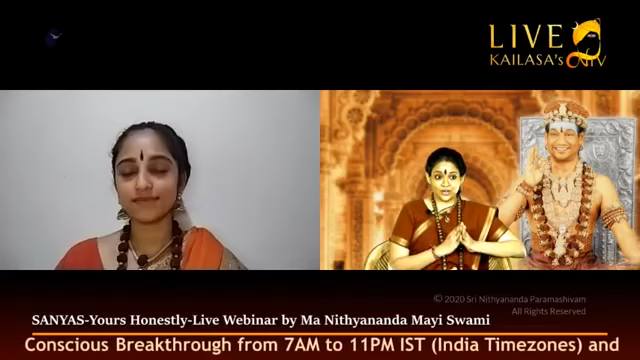 LIVE
KAILASA's TV
© 2020 Sri Nithyananda Paramashivam
All Rights Reserved
SANYAS-Yours Honestly-Live Webinar by Ma Nithyananda Mayi Swami
Conscious Breakthrough from 7AM to 11PM IST (India Timezones) and